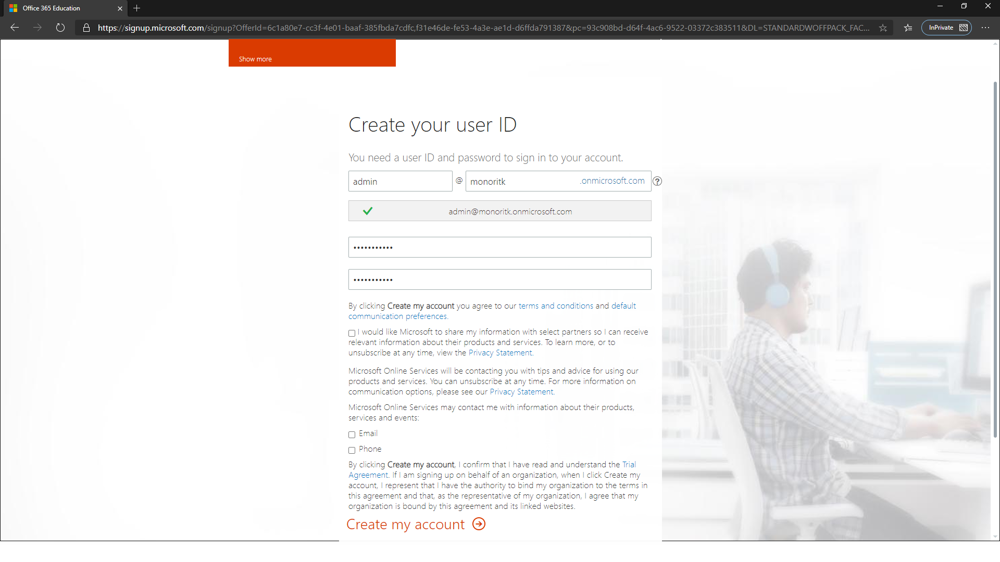 Office 365 Education
https://signup.microsoft.com/signup?OfferId=6c1a80e7-cc3f-4e01-baaf-385fbda7cdfc,f31e46de-fe53-4a3e-ae1d-d6ffda791387&pc=93c908bd-d64f-4ac6-9522-03372c383511&DL=STANDARDWOFFPACK_FAC...
InPrivate
Show more
Create your user ID
You need a user ID and password to sign in to your account.
admin @ monoritk .onmicrosoft.com ?
admin@monoritk.onmicrosoft.com
•••••••••••
•••••••••••
By clicking Create my account you agree to our terms and conditions and default
communication preferences.
I would like Microsoft to share my information with select partners so I can receive
relevant information about their products and services. To learn more, or to
unsubscribe at any time, view the Privacy Statement.
Microsoft Online Services will be contacting you with tips and advice for using our
products and services. You can unsubscribe at any time. For more information on
communication options, please see our Privacy Statement.
Microsoft Online Services may contact me with information about their products,
services and events:
Email
Phone
By clicking Create my account, I confirm that I have read and understand the Trial
Agreement. If I am signing up on behalf of an organization, when I click Create my
account, I represent that I have the authority to bind my organization to the terms in
this agreement and that, as the representative of my organization, I agree that my
organization is bound by this agreement and its linked websites.
Create my account